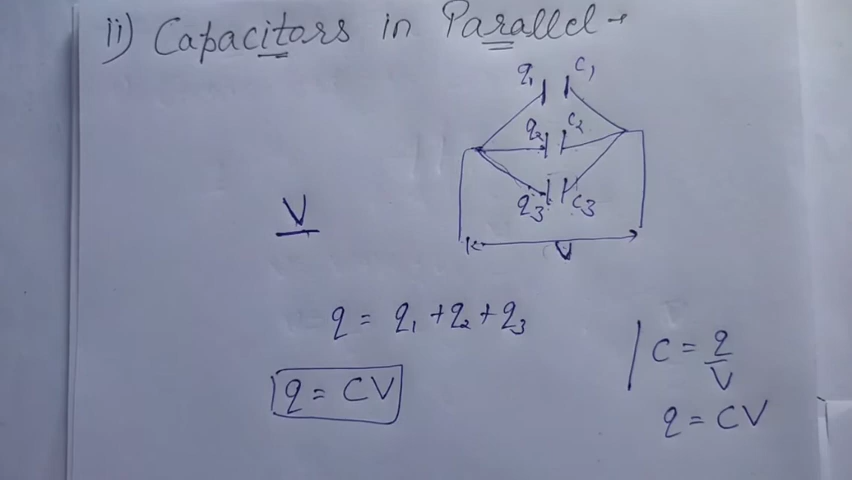 ii) Capacitors in Parallel →
q₁ C₁
q₂ C₂
q₃ C₃
V
V
q = q₁ + q₂ + q₃
C = q/V
q = CV
q = CV